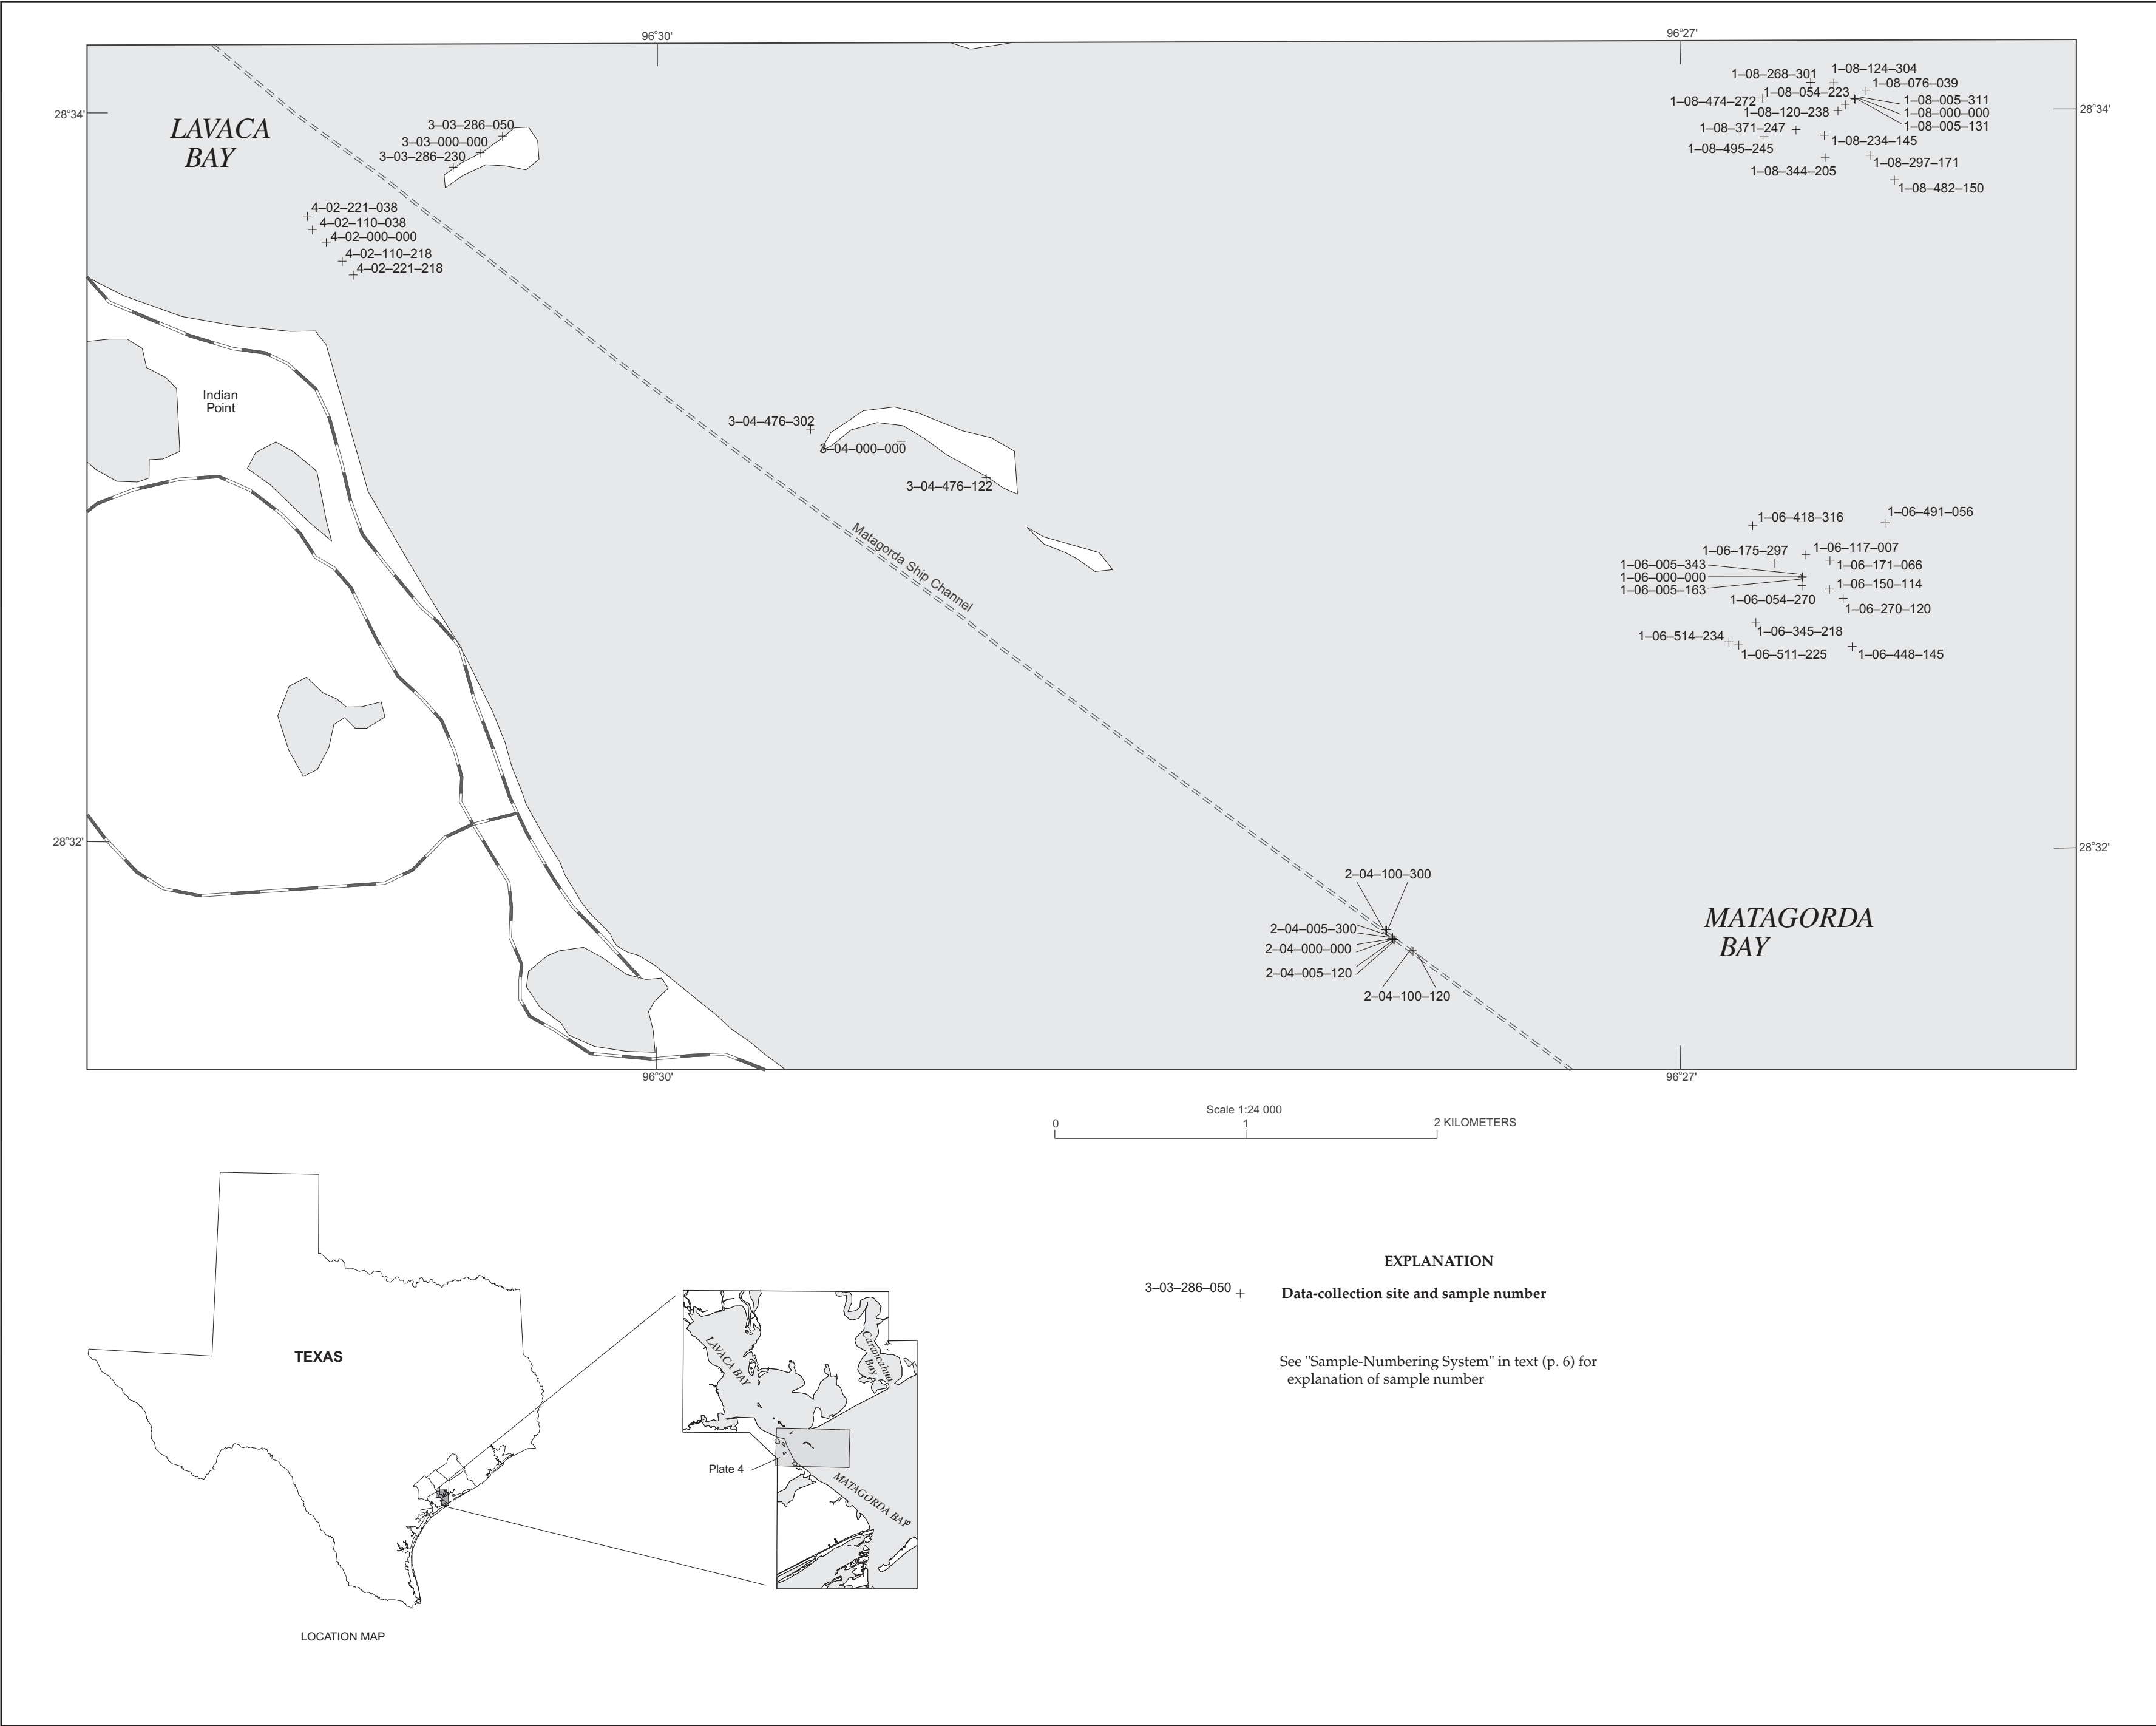 96°30'
96°27'
28°34'
28°34'
LAVACA
BAY
3–03–286–050
3–03–000–000
3–03–286–230
4–02–221–038
4–02–110–038
4–02–000–000
4–02–110–218
4–02–221–218
1–08–268–301
1–08–124–304
1–08–076–039
1–08–054–223
1–08–474–272
1–08–005–311
1–08–120–238
1–08–000–000
1–08–005–131
1–08–371–247
1–08–234–145
1–08–495–245
1–08–297–171
1–08–344–205
1–08–482–150
Indian
Point
3–04–476–302
3–04–000–000
3–04–476–122
Matagorda Ship Channel
1–06–491–056
1–06–418–316
1–06–175–297
1–06–117–007
1–06–005–343
1–06–171–066
1–06–000–000
1–06–005–163
1–06–150–114
1–06–054–270
1–06–270–120
1–06–345–218
1–06–514–234
1–06–511–225
1–06–448–145
28°32'
28°32'
2–04–100–300
2–04–005–300
2–04–000–000
2–04–005–120
2–04–100–120
MATAGORDA
BAY
96°30'
96°27'
Scale 1:24 000
0 1 2 KILOMETERS
TEXAS
LOCATION MAP
LAVACA BAY
Carancahua
Bay
Plate 4
MATAGORDA BAY
EXPLANATION
3–03–286–050
Data-collection site and sample number
See "Sample-Numbering System" in text (p. 6) for
explanation of sample number